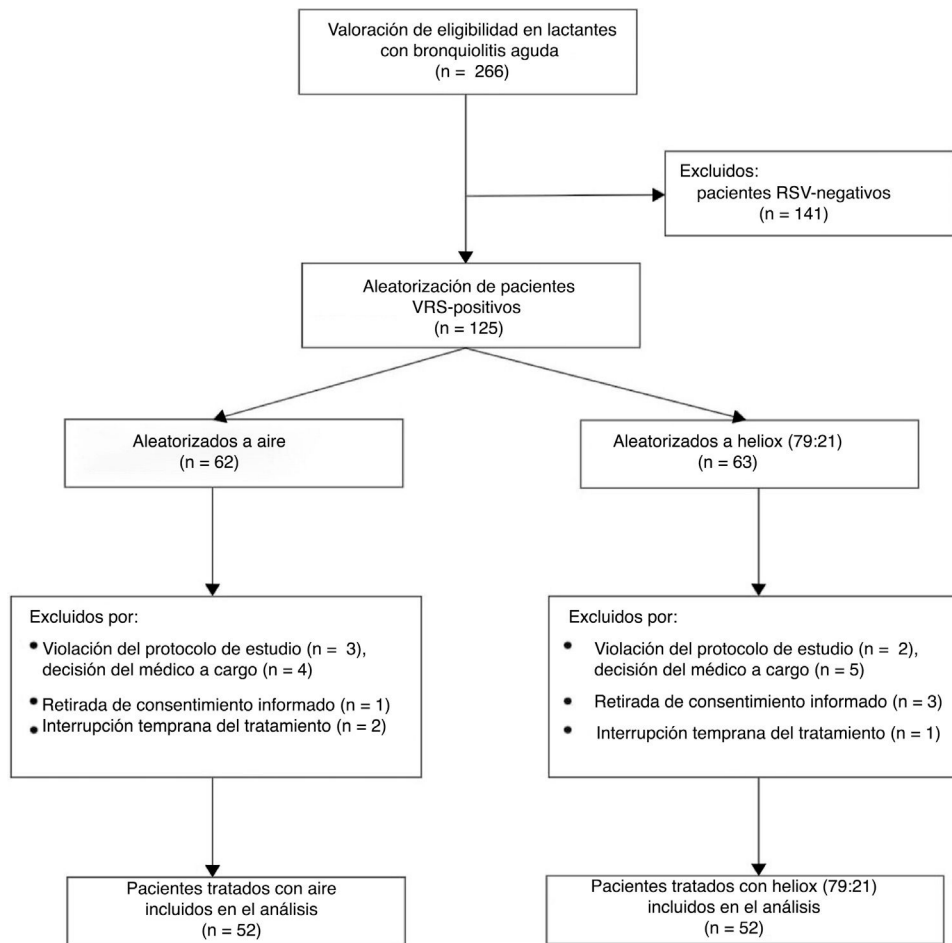 Valoración de eligibilidad en lactantes
con bronquiolitis aguda
(n = 266)
Excluidos:
pacientes RSV-negativos
(n = 141)
Aleatorización de pacientes
VRS-positivos
(n = 125)
Aleatorizados a aire
(n = 62)
Aleatorizados a heliox (79:21)
(n = 63)
Excluidos por:
• Violación del protocolo de estudio (n = 3),
decisión del médico a cargo (n = 4)
• Retirada de consentimiento informado (n = 1)
• Interrupción temprana del tratamiento (n = 2)
Excluidos por:
• Violación del protocolo de estudio (n = 2),
decisión del médico a cargo (n = 5)
• Retirada de consentimiento informado (n = 3)
• Interrupción temprana del tratamiento (n = 1)
Pacientes tratados con aire
incluidos en el análisis
(n = 52)
Pacientes tratados con heliox (79:21)
incluidos en el análisis
(n = 52)